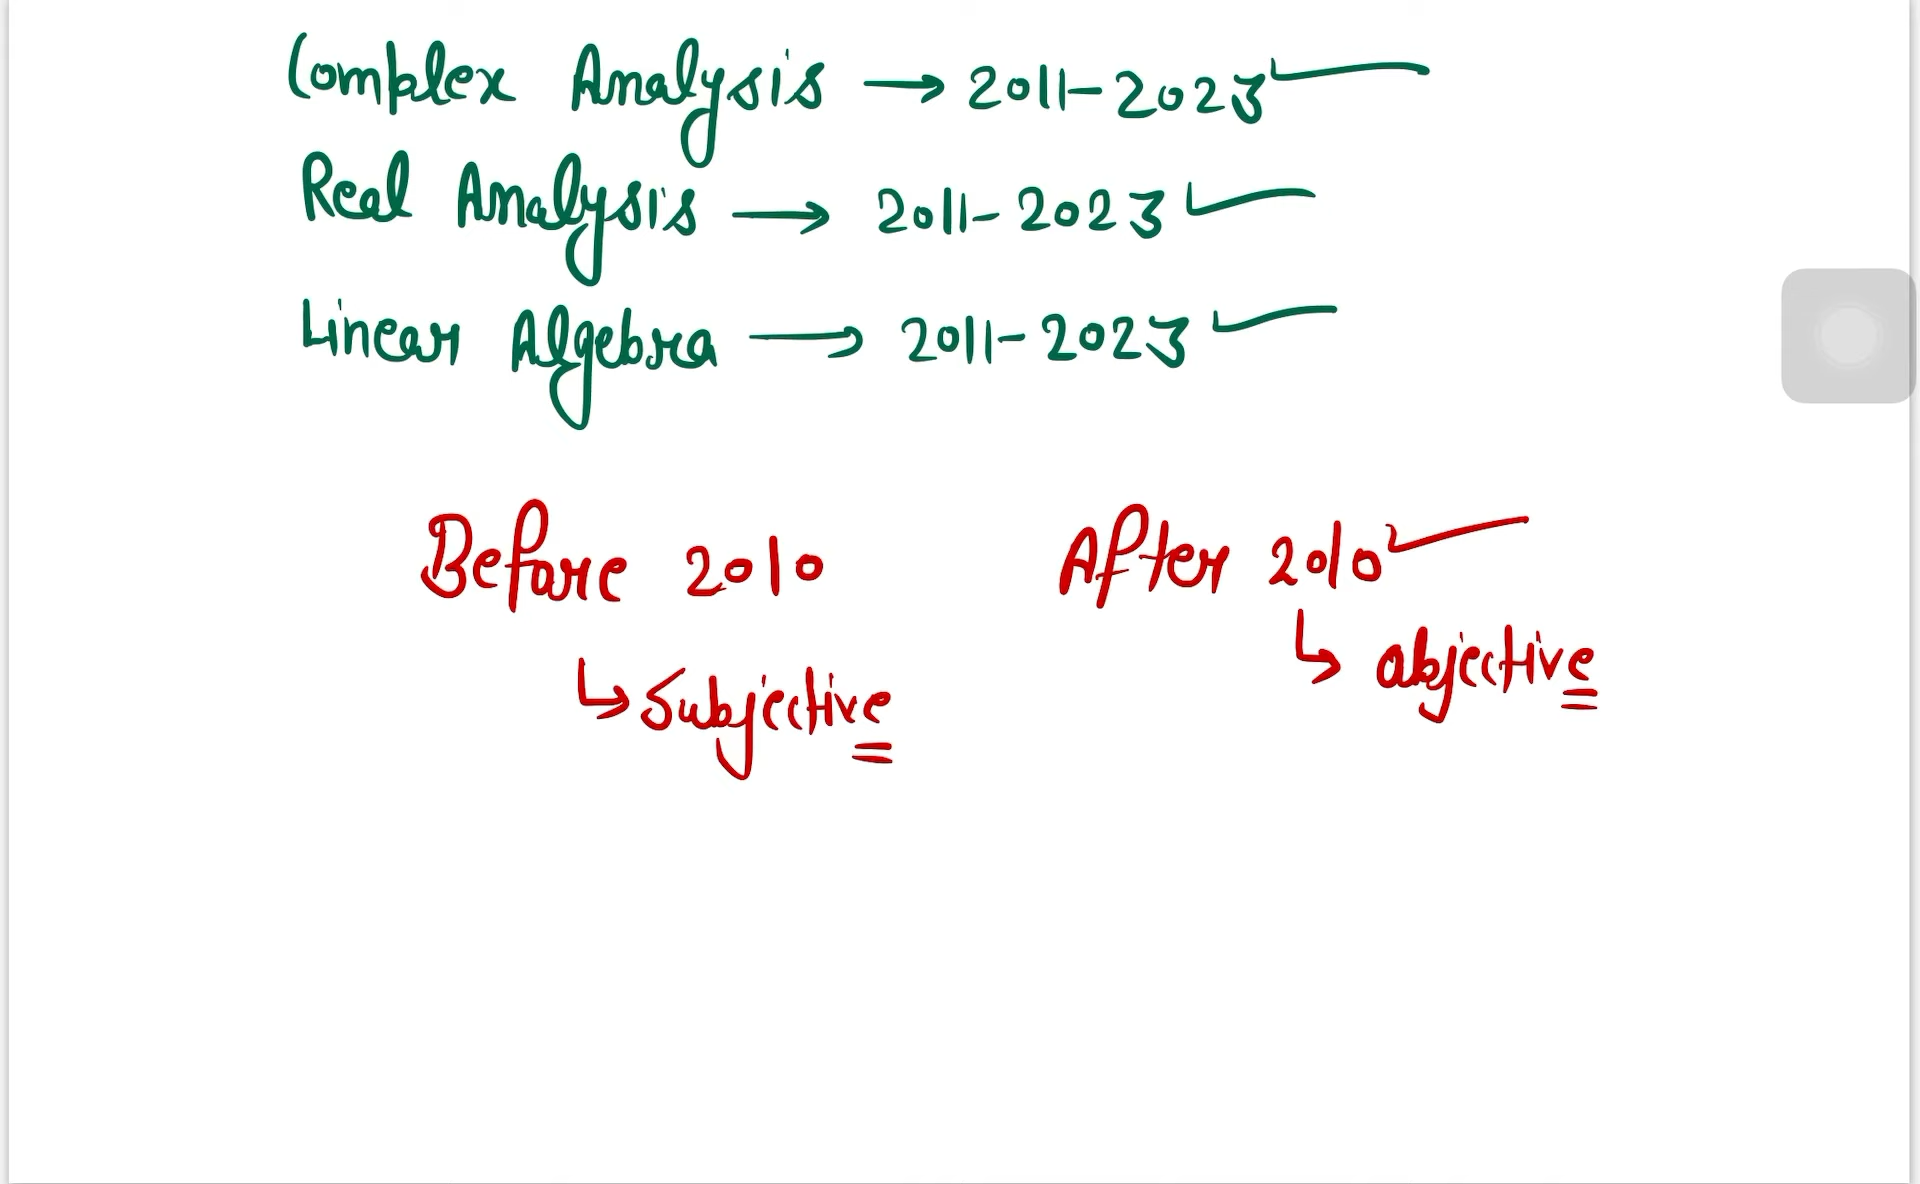 Complex Analysis → 2011-2023 ✓
Real Analysis → 2011-2023 ✓
Linear Algebra → 2011-2023 ✓
Before 2010
↳ Subjective
After 2010 ✓
↳ objective